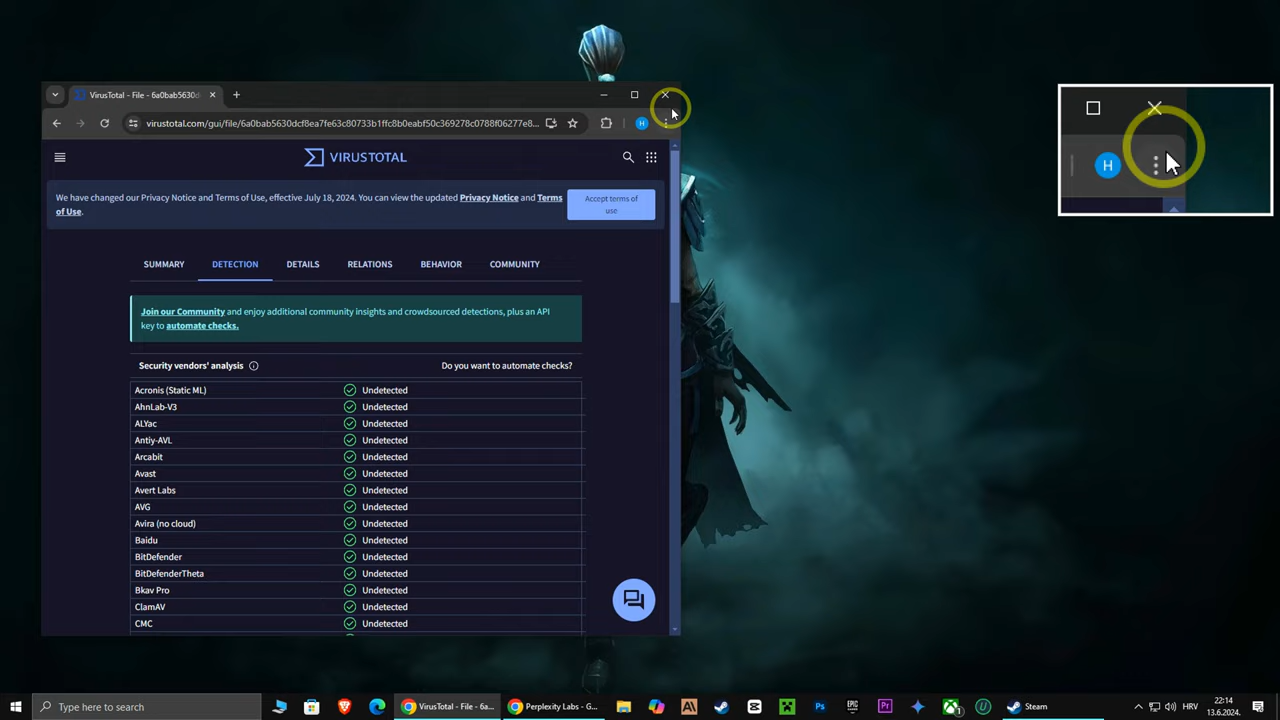 VirusTotal - File - 6a0bab5630d
virustotal.com/gui/file/6a0bab5630dcf8ea7fe63c80733b1ffc8b0eabf50c36f278c0788f06277e8...
H
H
VIRUSTOTAL
We have changed our Privacy Notice and Terms of Use, effective July 18, 2024. You can view the updated Privacy Notice and Terms
of Use.
Accept terms of
use
SUMMARY DETECTION DETAILS RELATIONS BEHAVIOR COMMUNITY
Join our Community and enjoy additional community insights and crowdsourced detections, plus an API
key to automate checks.
Security vendors' analysis Do you want to automate checks?
Acronis (Static ML) Undetected
AhnLab-V3 Undetected
ALYac Undetected
Antiy-AVL Undetected
Arcabit Undetected
Avast Undetected
Avert Labs Undetected
AVG Undetected
Avira (no cloud) Undetected
Baidu Undetected
BitDefender Undetected
BitDefenderTheta Undetected
Bkav Pro Undetected
ClamAV Undetected
CMC Undetected
Type here to search
VirusTotal - File - 6a...
Perplexity Labs - G...
Ps
EPIC
Pr
1
Steam
HRV
22:14
13.6.2024.